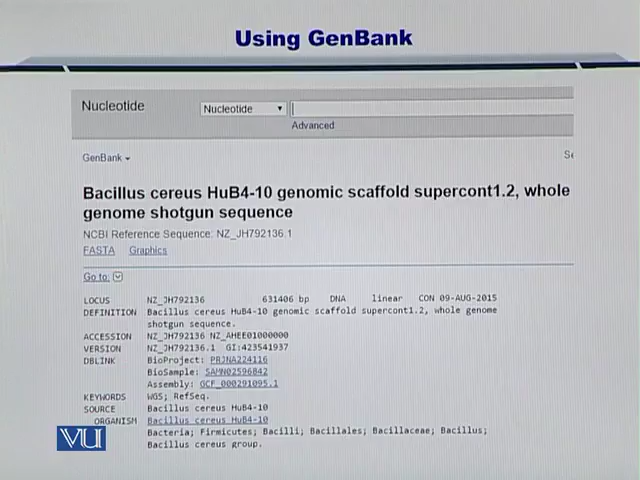 Using GenBank
Nucleotide
Nucleotide
Advanced
GenBank
Bacillus cereus HuB4-10 genomic scaffold supercont1.2, whole
genome shotgun sequence
NCBI Reference Sequence: NZ_JH792136.1
FASTA Graphics
Go to:
LOCUS NZ_JH792136 631406 bp DNA linear CON 09-AUG-2015
DEFINITION Bacillus cereus HuB4-10 genomic scaffold supercont1.2, whole genome
shotgun sequence.
ACCESSION NZ_JH792136 NZ_AHEE01000000
VERSION NZ_JH792136.1 GI:423541937
DBLINK BioProject: PRJNA224116
BioSample: SAMN02596842
Assembly: GCF_000291095.1
KEYWORDS WGS; RefSeq.
SOURCE Bacillus cereus HuB4-10
ORGANISM Bacillus cereus HuB4-10
Bacteria; Firmicutes; Bacilli; Bacillales; Bacillaceae; Bacillus;
Bacillus cereus group.
VU